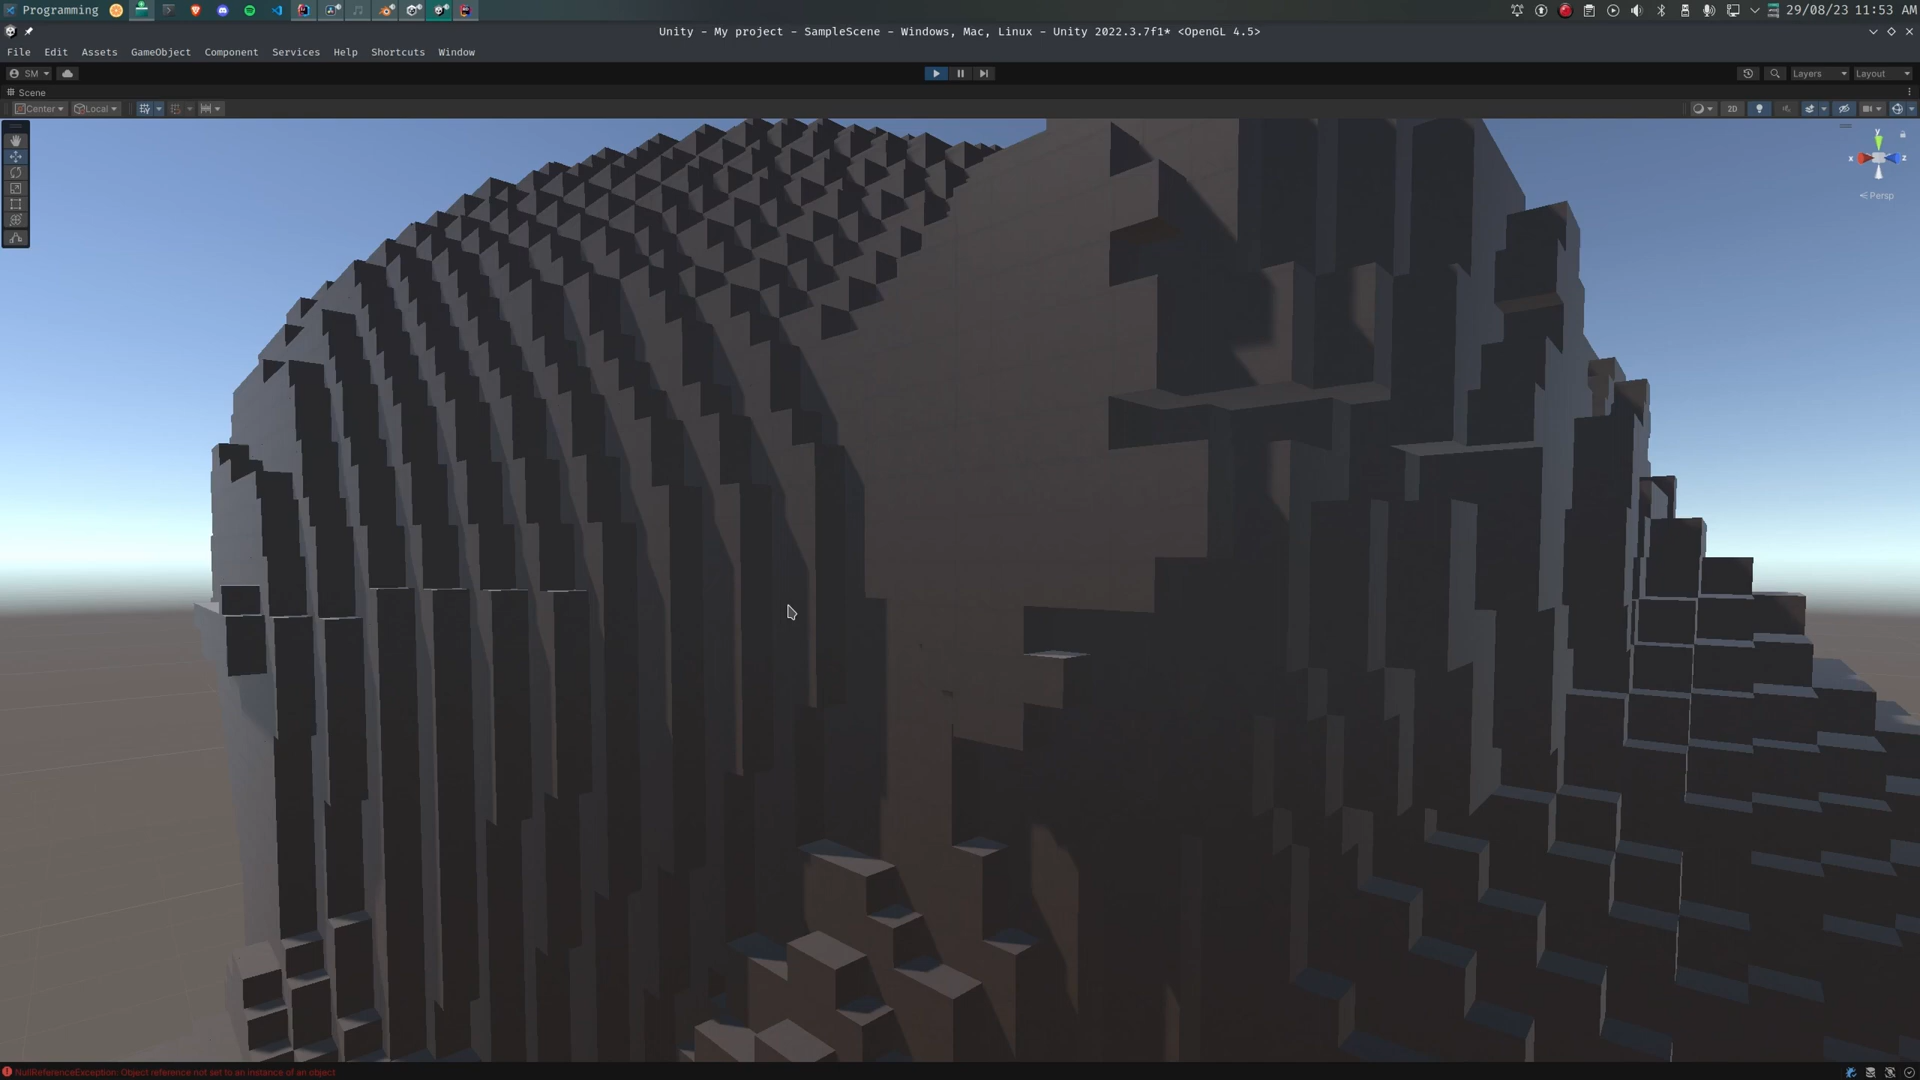 Programming
29/08/23 11:53 AM
Unity - My project - SampleScene - Windows, Mac, Linux - Unity 2022.3.7f1* <OpenGL 4.5>
File Edit Assets GameObject Component Services Help Shortcuts Window
SM Layers Layout
Scene
Center Local 2D
y
x z
< Persp
NullReferenceException: Object reference not set to an instance of an object